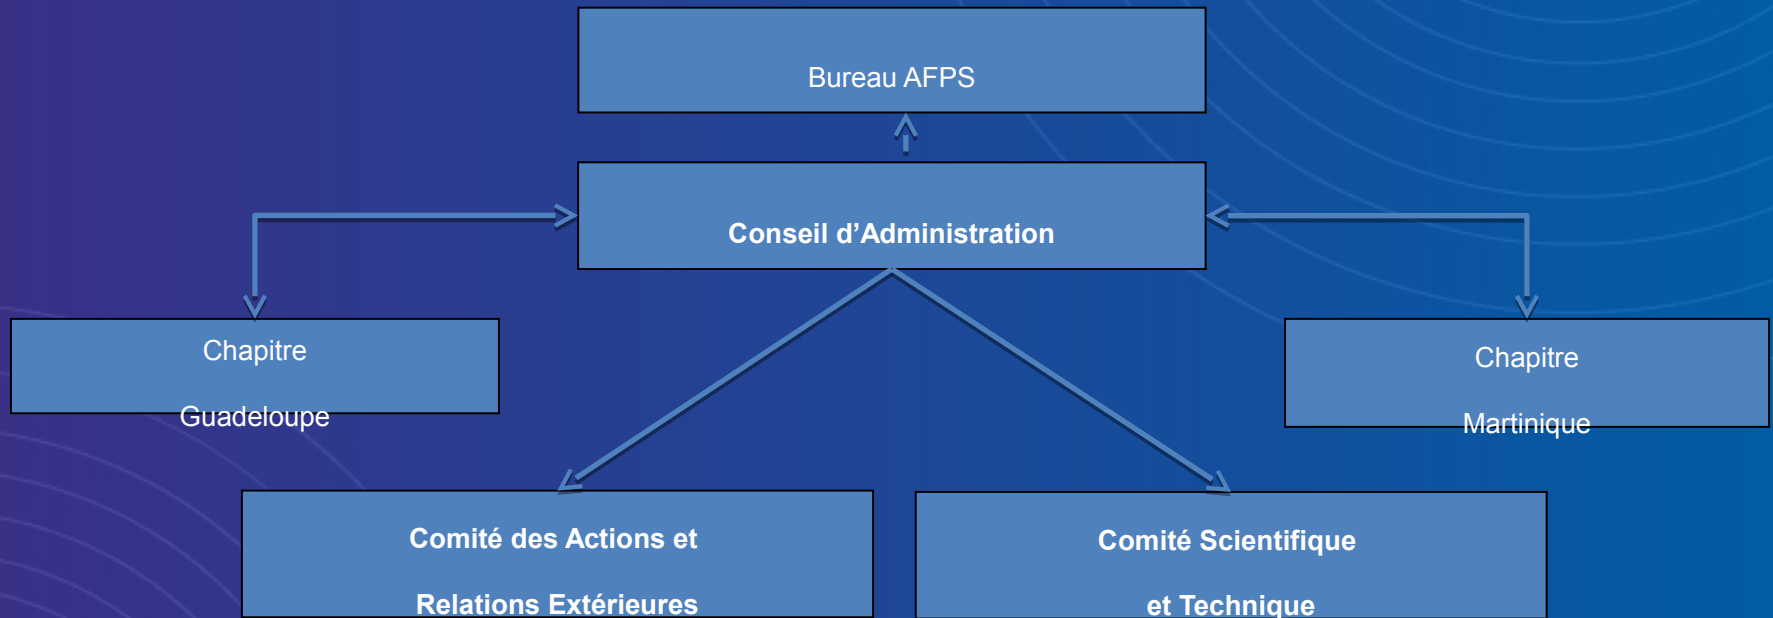 Bureau AFPS
Conseil d’Administration
Chapitre
Guadeloupe
Chapitre
Martinique
Comité des Actions et
Relations Extérieures
Comité Scientifique
et Technique